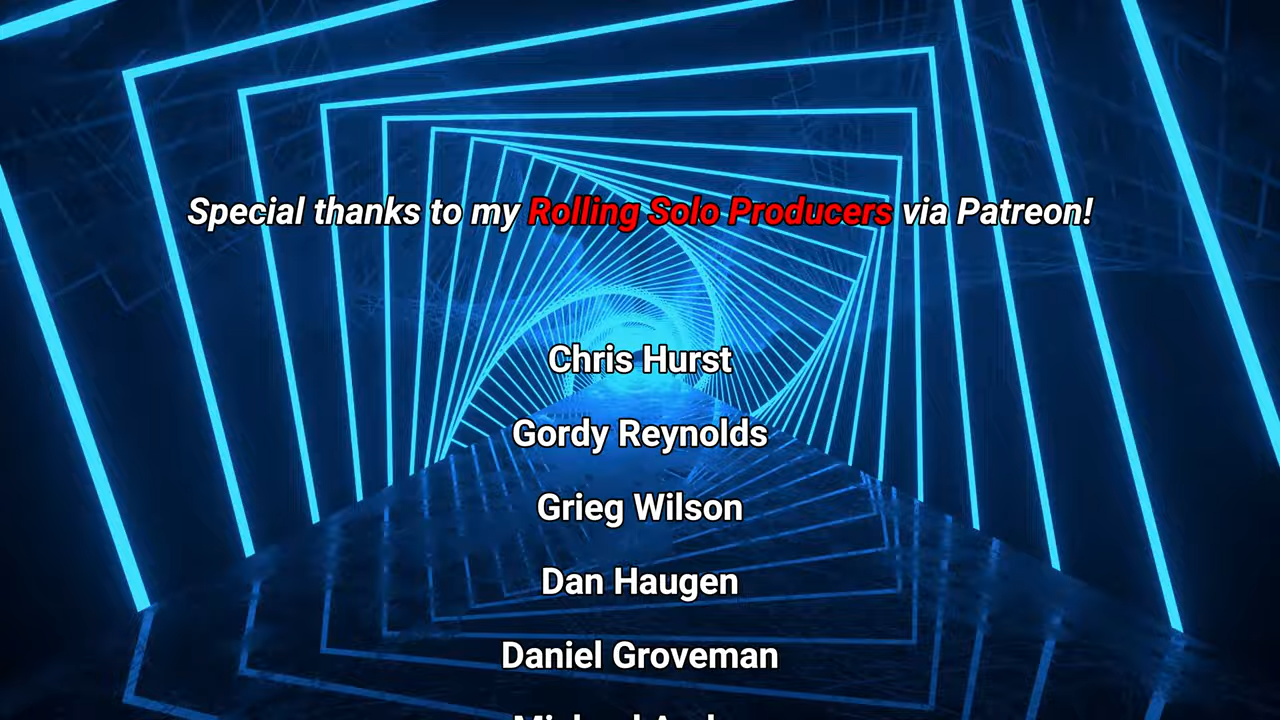 Special thanks to my Rolling Solo Producers via Patreon!
Chris Hurst
Gordy Reynolds
Grieg Wilson
Dan Haugen
Daniel Groveman